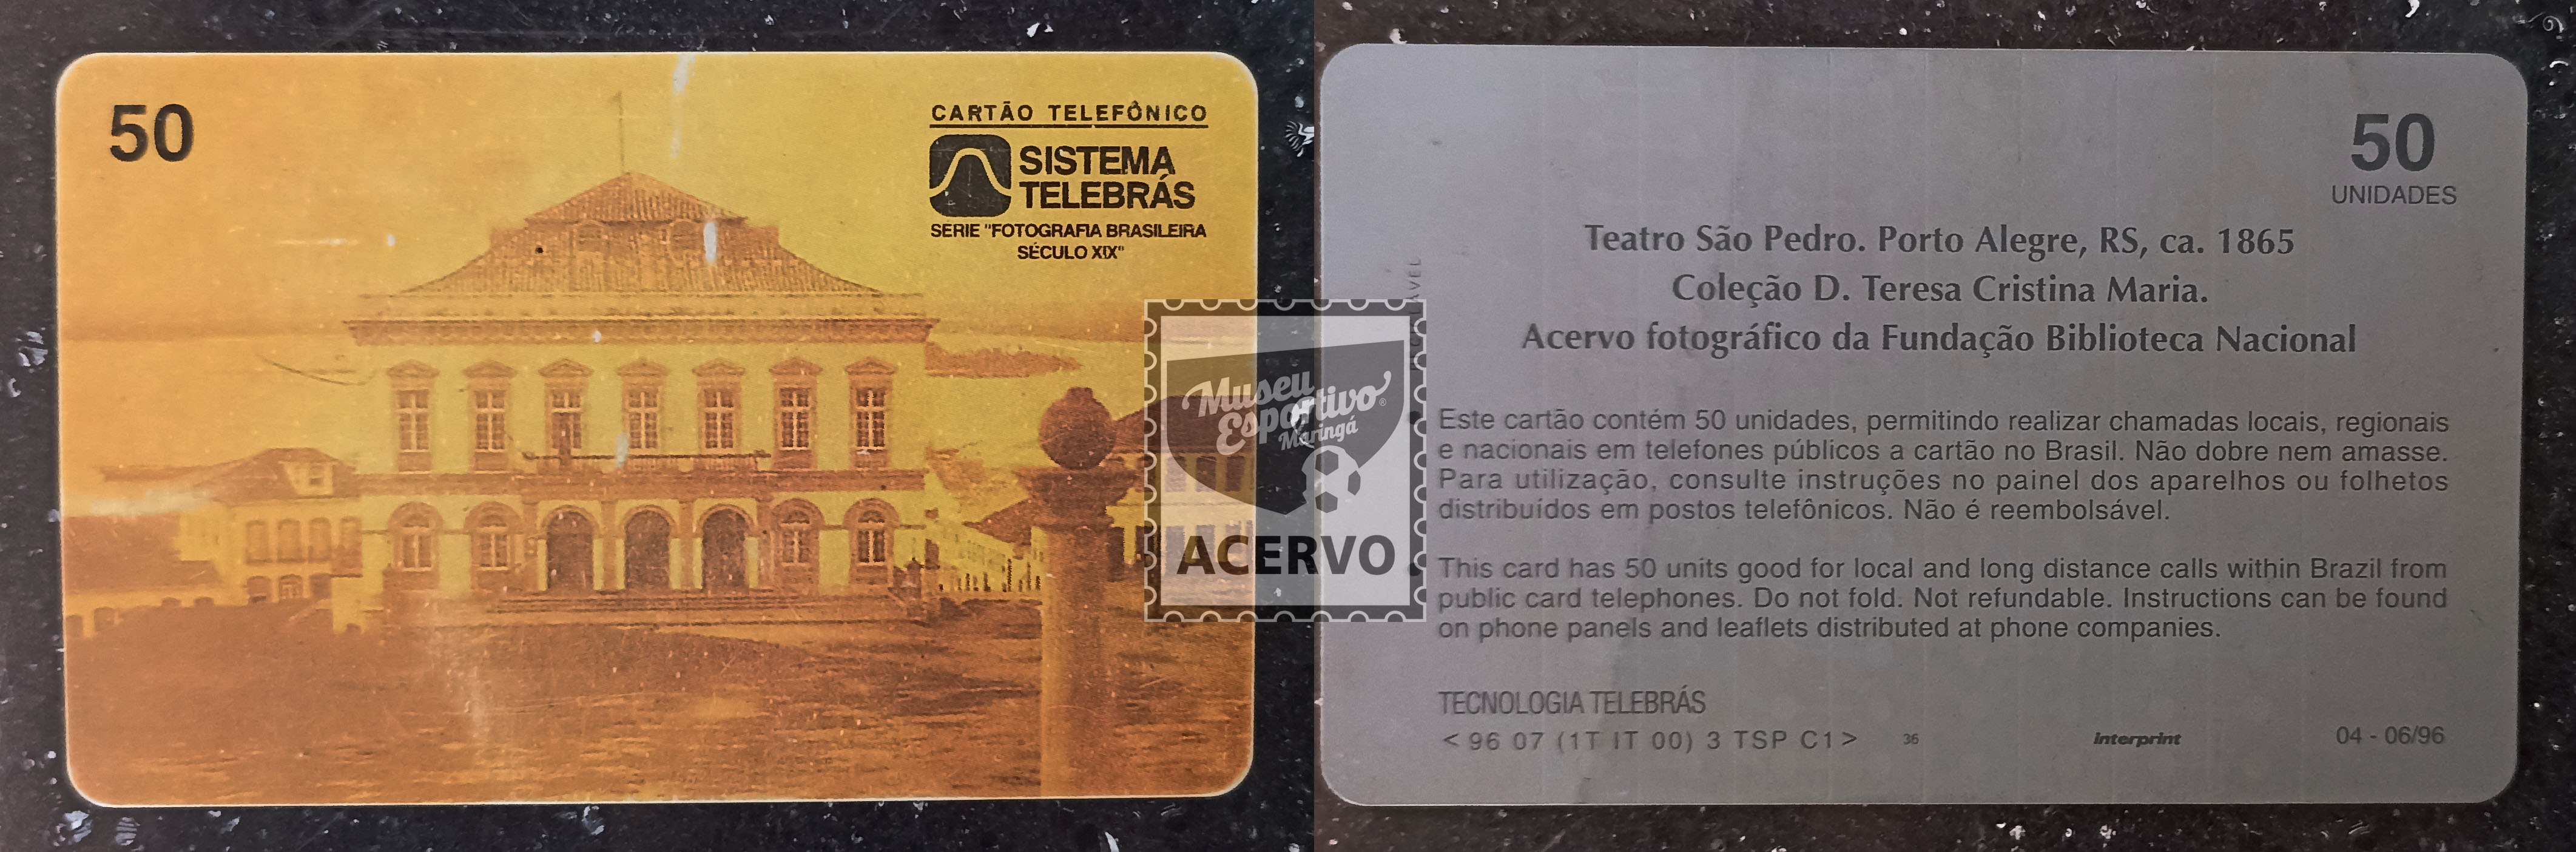 50
CARTÃO TELEFÔNICO
SISTEMA
TELEBRÁS
SÉRIE "FOTOGRAFIA BRASILEIRA
SÉCULO XIX"
50
UNIDADES
Teatro São Pedro. Porto Alegre, RS, ca. 1865
Coleção D. Teresa Cristina Maria.
Acervo fotográfico da Fundação Biblioteca Nacional
Este cartão contém 50 unidades, permitindo realizar chamadas locais, regionais
e nacionais em telefones públicos a cartão no Brasil. Não dobre nem amasse.
Para utilização, consulte instruções no painel dos aparelhos ou folhetos
distribuídos em postos telefônicos. Não é reembolsável.
This card has 50 units good for local and long distance calls within Brazil from
public card telephones. Do not fold. Not refundable. Instructions can be found
on phone panels and leaflets distributed at phone companies.
TECNOLOGIA TELEBRÁS
< 96 07 (1T IT 00) 3 TSP C1 > 36 interprint 04 - 06/96
Museu
Esportivo®
Maringá
ACERVO